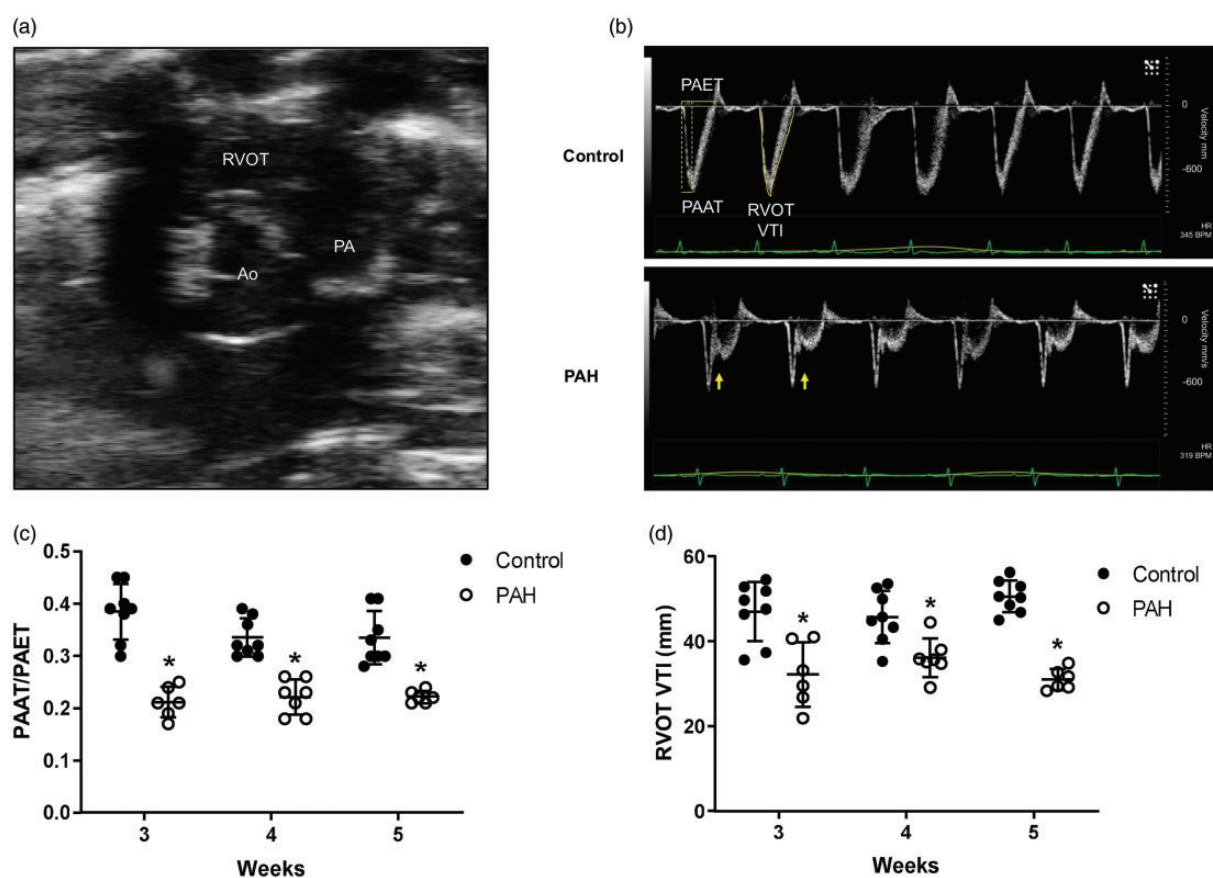 (a)
RVOT
PA
Ao
(b)
Control
PAET
PAAT
RVOT
VTI
0
-600
Velocity mm
HR
345 BPM
PAH
0
-600
Velocity mm/s
HR
319 BPM
(c)
PAAT/PAET
0.5
0.4
0.3
0.2
0.1
0.0
Control
PAH
*
*
*
3
4
5
Weeks
(d)
RVOT VTI (mm)
60
40
20
0
Control
PAH
*
*
*
3
4
5
Weeks